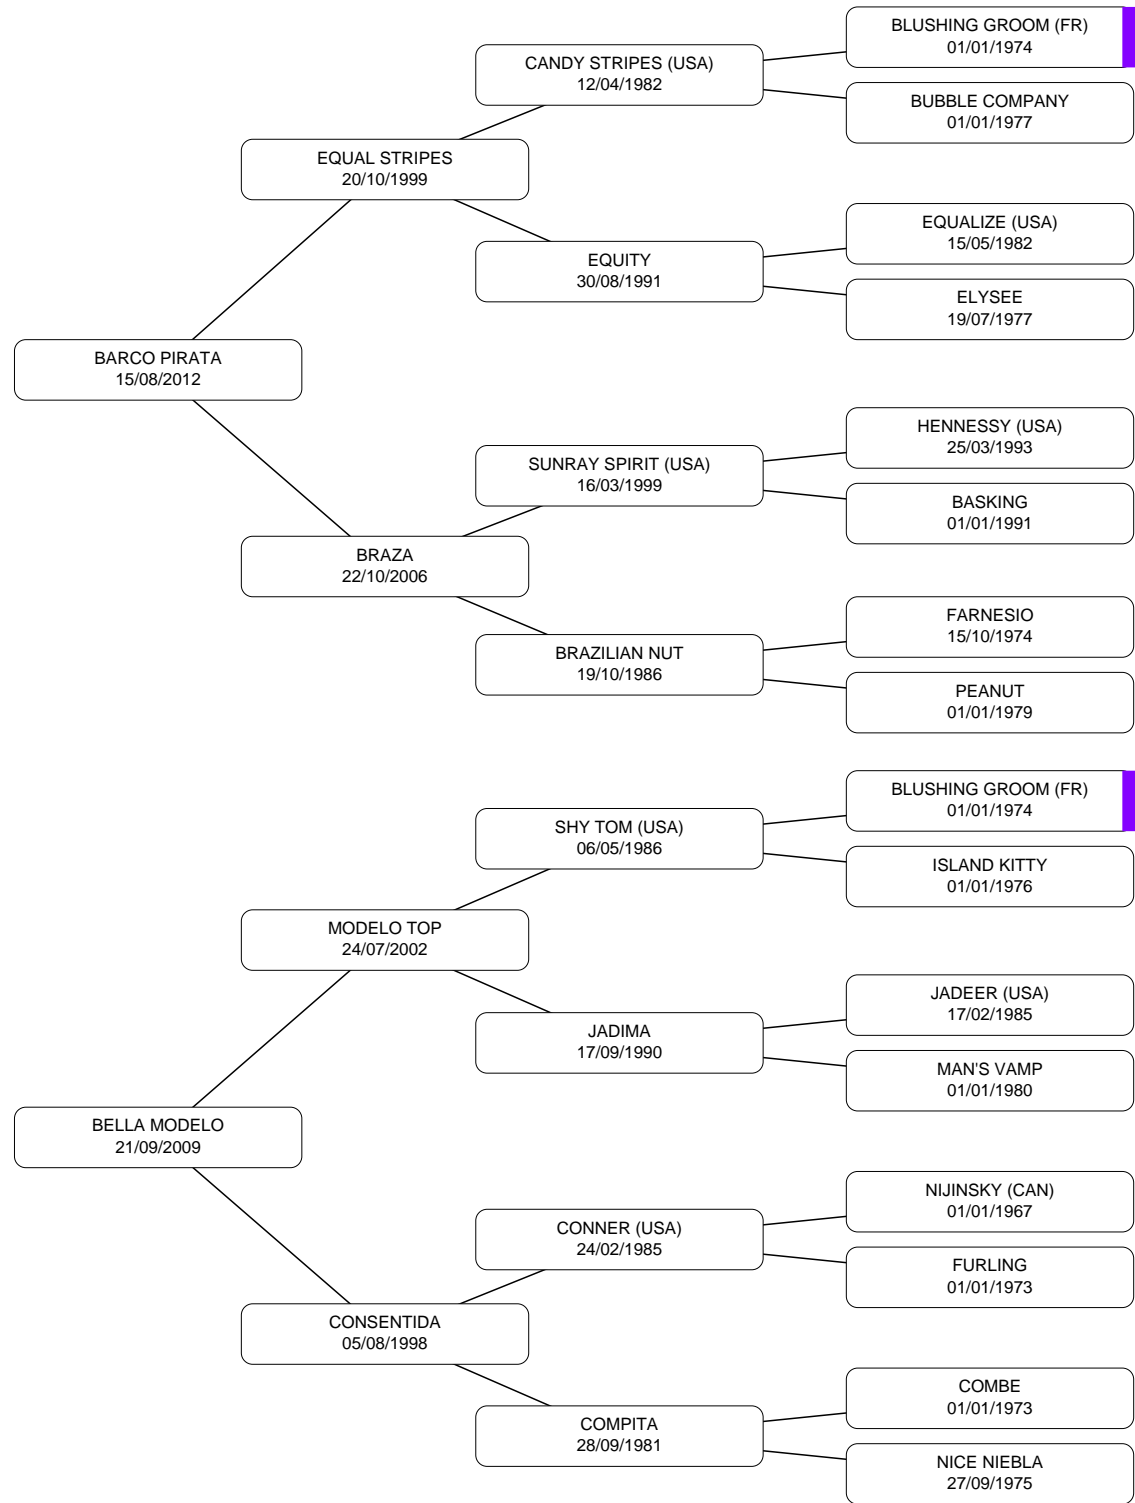 BLUSHING GROOM (FR)
01/01/1974
CANDY STRIPES (USA)
12/04/1982
BUBBLE COMPANY
01/01/1977
EQUAL STRIPES
20/10/1999
EQUALIZE (USA)
15/05/1982
EQUITY
30/08/1991
ELYSEE
19/07/1977
BARCO PIRATA
15/08/2012
HENNESSY (USA)
25/03/1993
SUNRAY SPIRIT (USA)
16/03/1999
BASKING
01/01/1991
BRAZA
22/10/2006
FARNESIO
15/10/1974
BRAZILIAN NUT
19/10/1986
PEANUT
01/01/1979
BLUSHING GROOM (FR)
01/01/1974
SHY TOM (USA)
06/05/1986
ISLAND KITTY
01/01/1976
MODELO TOP
24/07/2002
JADEER (USA)
17/02/1985
JADIMA
17/09/1990
MAN'S VAMP
01/01/1980
BELLA MODELO
21/09/2009
NIJINSKY (CAN)
01/01/1967
CONNER (USA)
24/02/1985
FURLING
01/01/1973
CONSENTIDA
05/08/1998
COMBE
01/01/1973
COMPITA
28/09/1981
NICE NIEBLA
27/09/1975